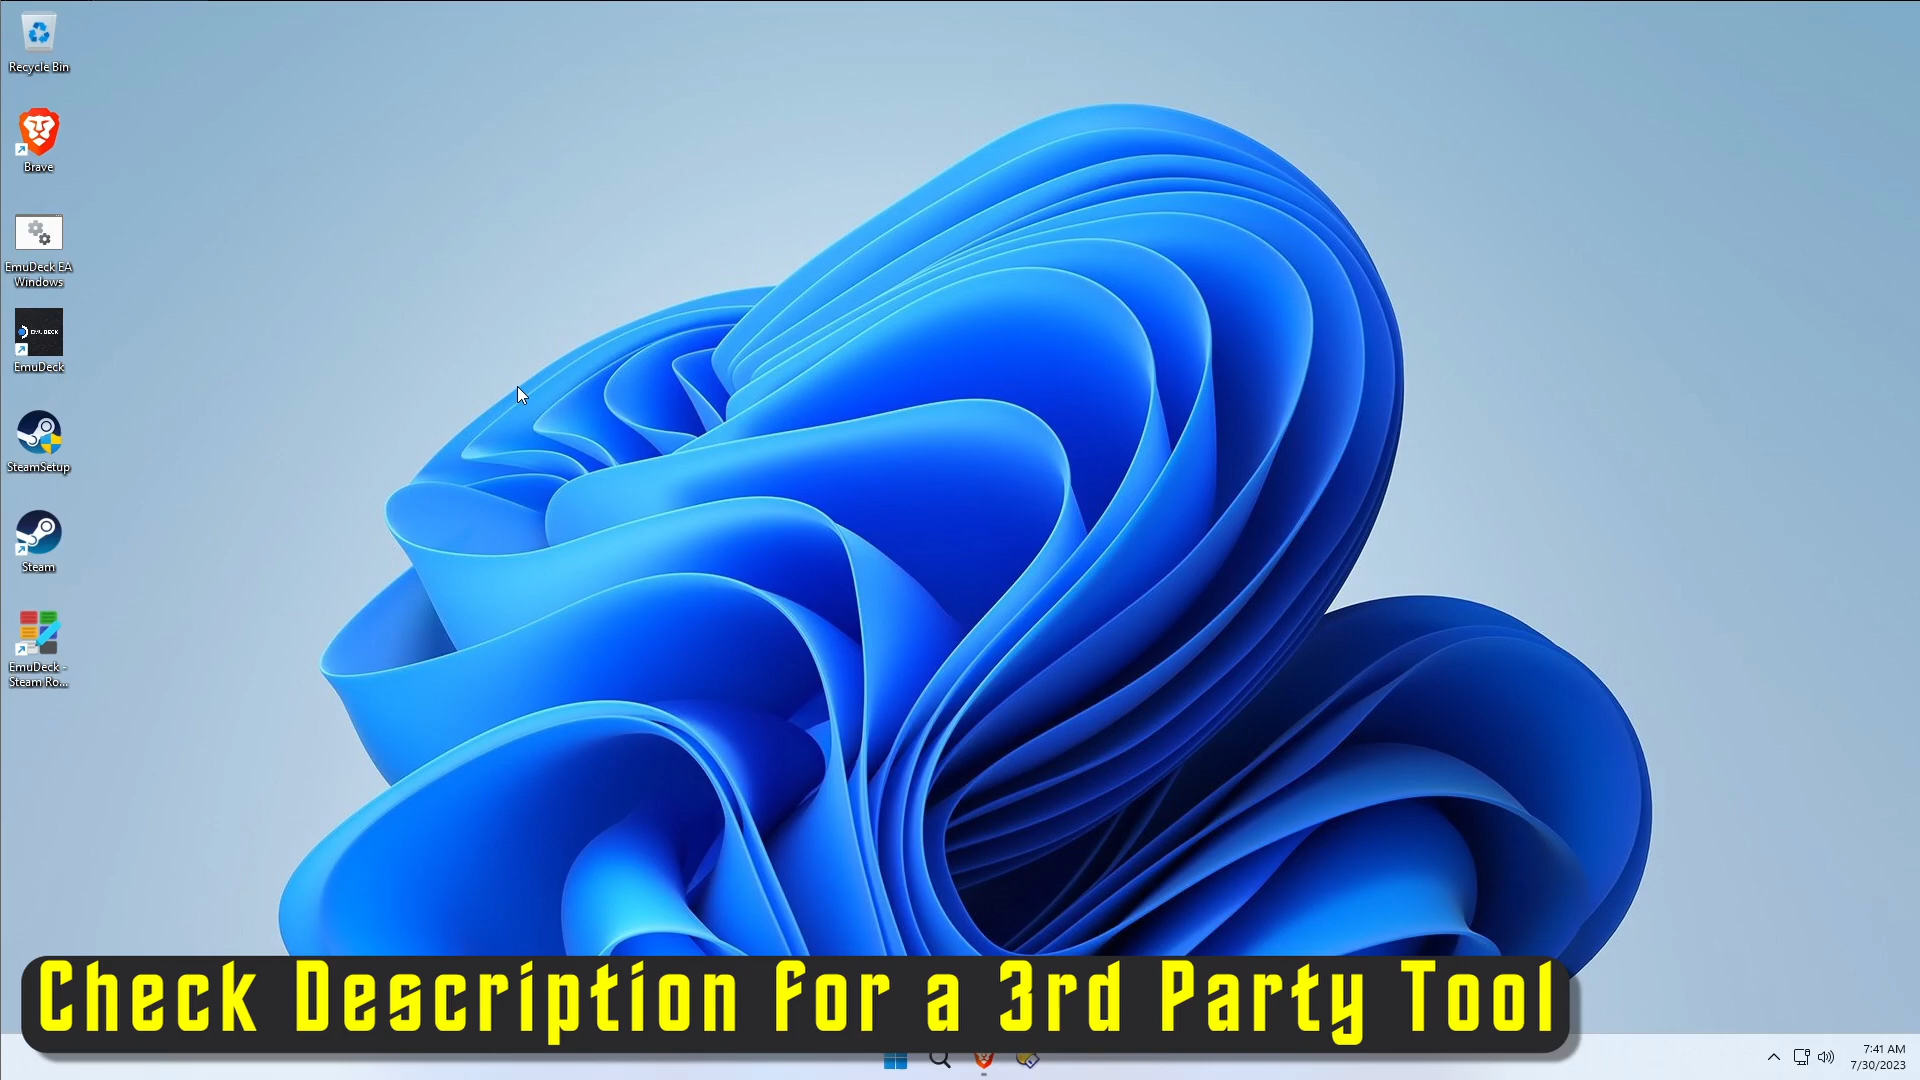 Recycle Bin
Brave
EmuDeck EA
Windows
EmuDeck
SteamSetup
Steam
EmuDeck -
Steam Ro...
Check Description for a 3rd Party Tool
7:41 AM
7/30/2023